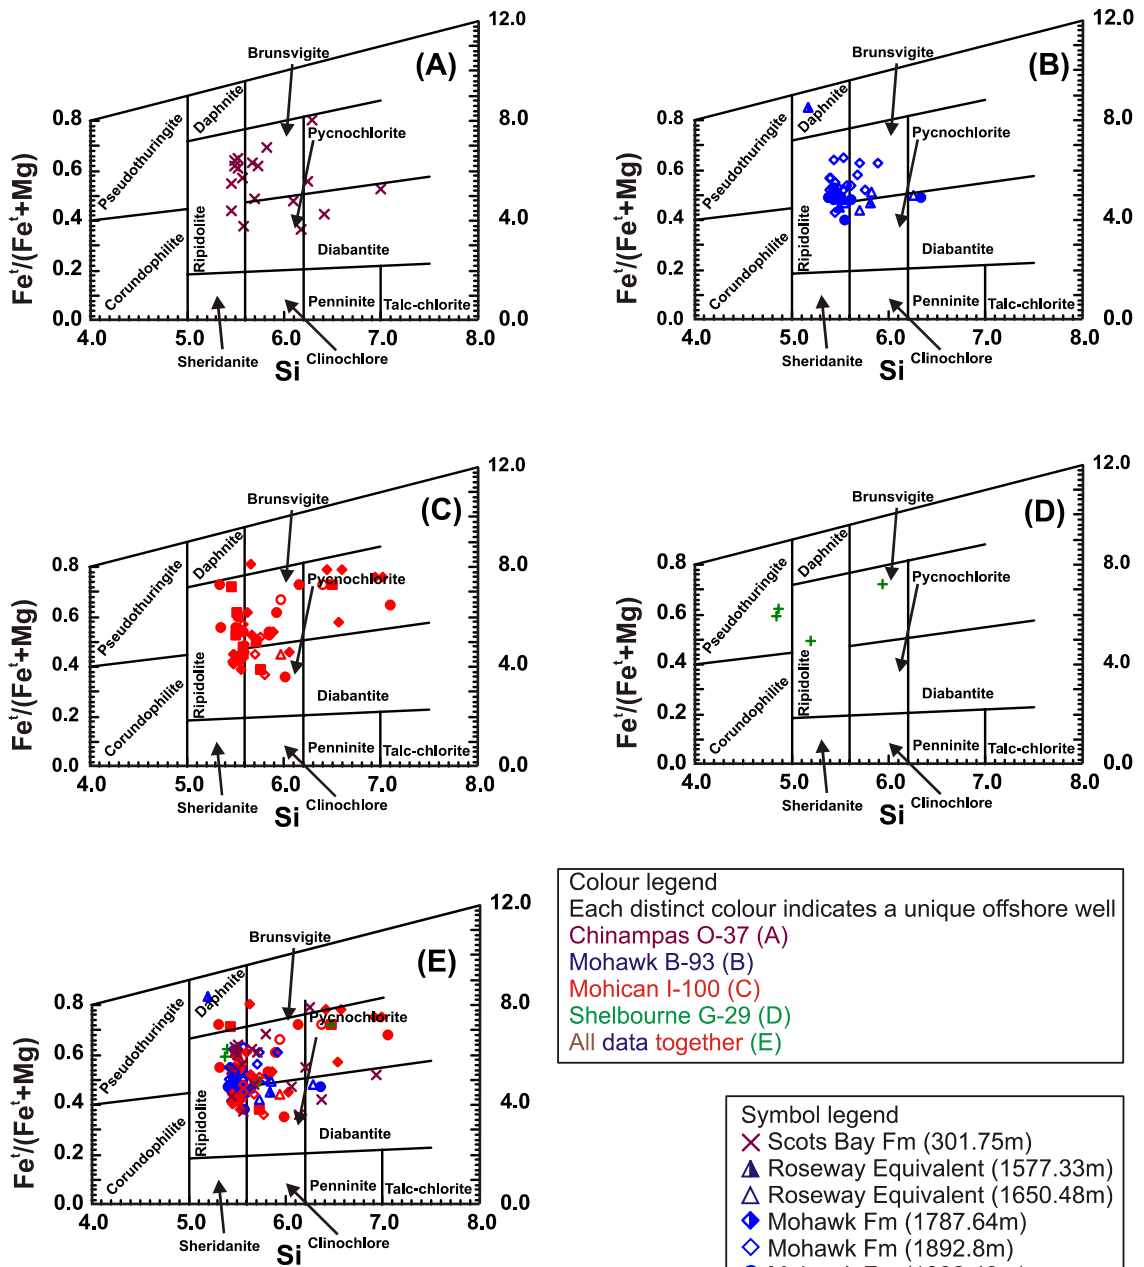 12.0
Brunsvigite
(A)
Daphnite
0.8
8.0
Pycnochlorite
Pseudothuringite
0.6
Fe^t/(Fe^t+Mg)
0.4
4.0
Ripidolite
Corundophilite
Diabantite
0.2
Penninite
Talc-chlorite
0.0
0.0
4.0
5.0
6.0
7.0
8.0
Sheridanite
Clinochlore
Si
12.0
Brunsvigite
(B)
Daphnite
0.8
8.0
Pycnochlorite
Pseudothuringite
0.6
Fe^t/(Fe^t+Mg)
0.4
4.0
Ripidolite
Corundophilite
Diabantite
0.2
Penninite
Talc-chlorite
0.0
0.0
4.0
5.0
6.0
7.0
8.0
Sheridanite
Clinochlore
Si
12.0
Brunsvigite
(C)
Daphnite
0.8
8.0
Pycnochlorite
Pseudothuringite
0.6
Fe^t/(Fe^t+Mg)
0.4
4.0
Ripidolite
Corundophilite
Diabantite
0.2
Penninite
Talc-chlorite
0.0
0.0
4.0
5.0
6.0
7.0
8.0
Sheridanite
Clinochlore
Si
12.0
Brunsvigite
(D)
Daphnite
0.8
8.0
Pycnochlorite
Pseudothuringite
0.6
Fe^t/(Fe^t+Mg)
0.4
4.0
Ripidolite
Corundophilite
Diabantite
0.2
Penninite
Talc-chlorite
0.0
0.0
4.0
5.0
6.0
7.0
8.0
Sheridanite
Clinochlore
Si
12.0
Brunsvigite
(E)
Daphnite
0.8
8.0
Pycnochlorite
Pseudothuringite
0.6
Fe^t/(Fe^t+Mg)
0.4
4.0
Ripidolite
Corundophilite
Diabantite
0.2
Penninite
Talc-chlorite
0.0
0.0
4.0
5.0
6.0
7.0
8.0
Sheridanite
Clinochlore
Si
Colour legend
Each distinct colour indicates a unique offshore well
Chinampas O-37 (A)
Mohawk B-93 (B)
Mohican I-100 (C)
Shelbourne G-29 (D)
All data together (E)
Symbol legend
Scots Bay Fm (301.75m)
Roseway Equivalent (1577.33m)
Roseway Equivalent (1650.48m)
Mohawk Fm (1787.64m)
Mohawk Fm (1892.8m)